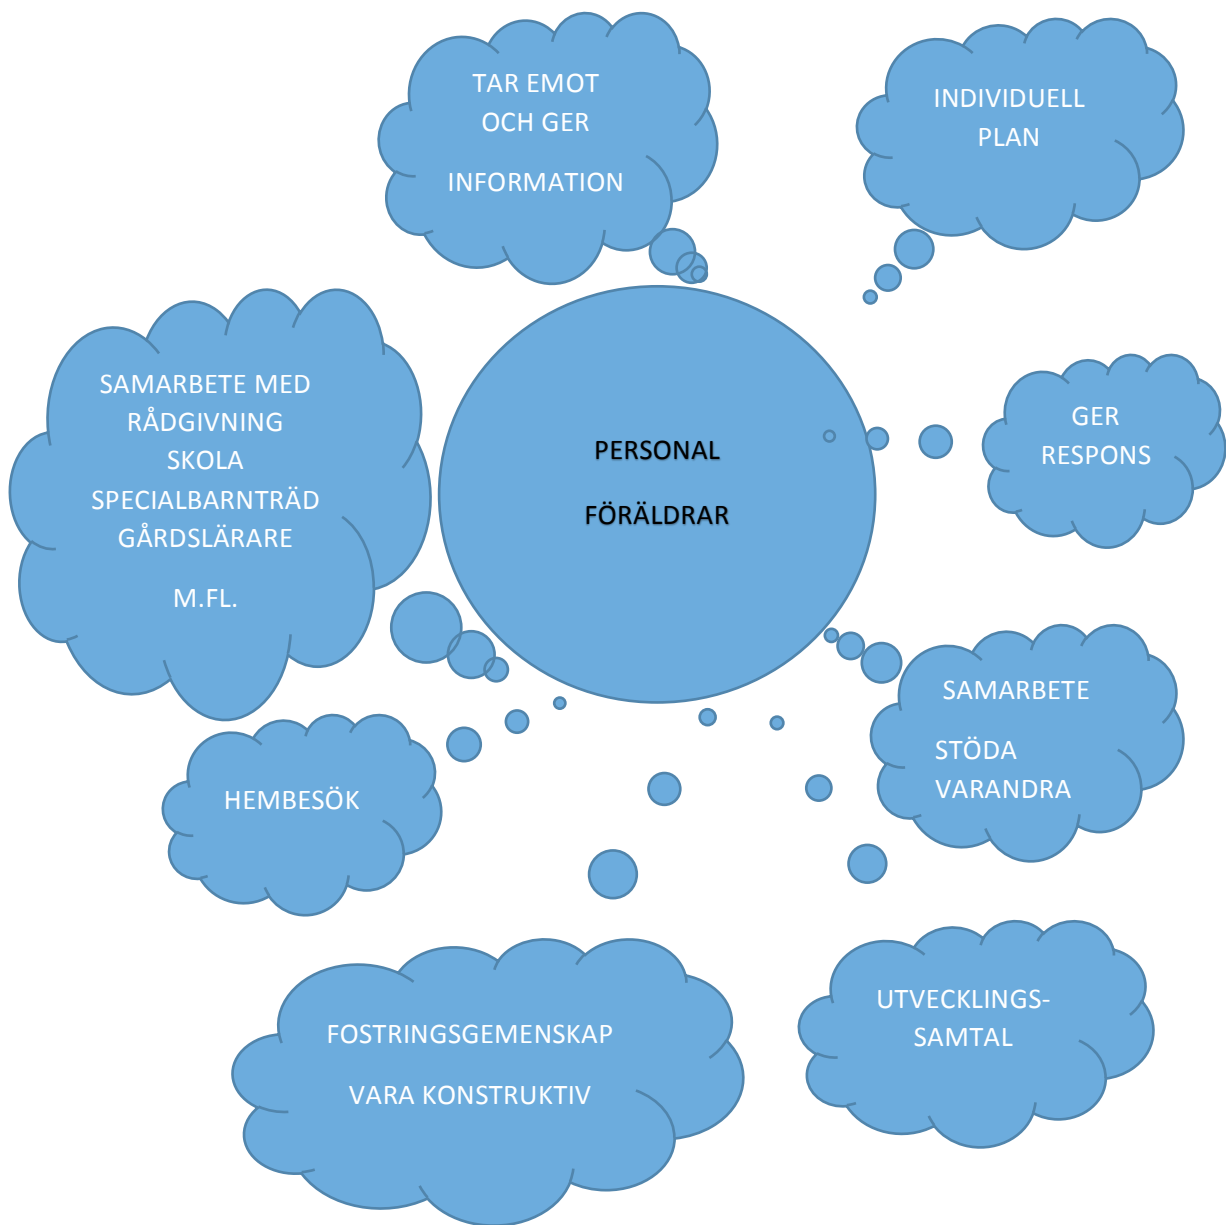 TAR EMOT
OCH GER
INFORMATION
INDIVIDUELL
PLAN
SAMARBETE MED
RÅDGIVNING
SKOLA
SPECIALBARNTRÄD
GÅRDSLÄRARE
M.FL.
PERSONAL
FÖRÄLDRAR
GER
RESPONS
SAMARBETE
STÖDA
VARANDRA
HEMBESÖK
FOSTRINGSGEMENSKAP
VARA KONSTRUKTIV
UTVECKLINGS-
SAMTAL